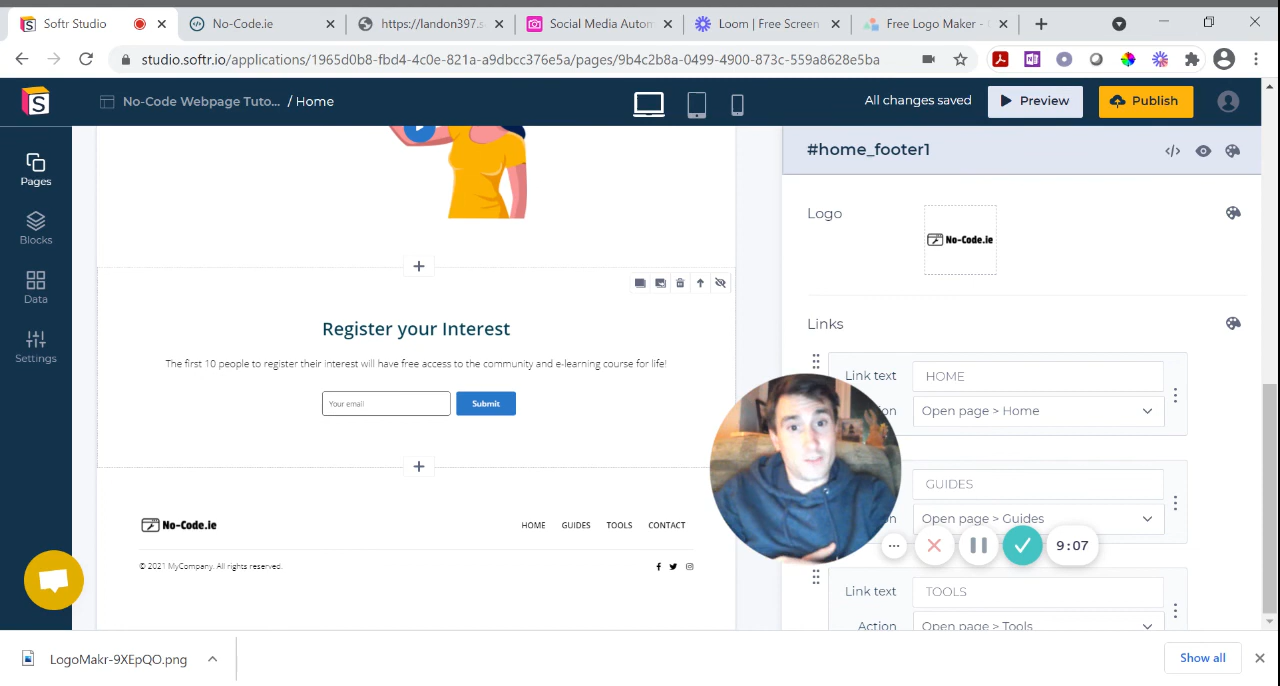 Softr Studio
No-Code.ie
https://landon397.s
Social Media Autom
Loom | Free Screen
Free Logo Maker -
studio.softr.io/applications/1965d0b8-fbd4-4c0e-821a-a9dbcc376e5a/pages/9b4c2b8a-0499-4900-873c-559a8628e5ba
S
No-Code Webpage Tuto... / Home
All changes saved
Preview
Publish
Pages
Blocks
Data
Settings
#home_footer1
Logo
No-Code.ie
Links
Link text
HOME
Open page > Home
GUIDES
Open page > Guides
Link text
TOOLS
Action
Open page > Tools
Register your Interest
The first 10 people to register their interest will have free access to the community and e-learning course for life!
Your email
Submit
No-Code.ie
HOME
GUIDES
TOOLS
CONTACT
© 2021 MyCompany. All rights reserved.
9:07
LogoMakr-9XEpQO.png
Show all